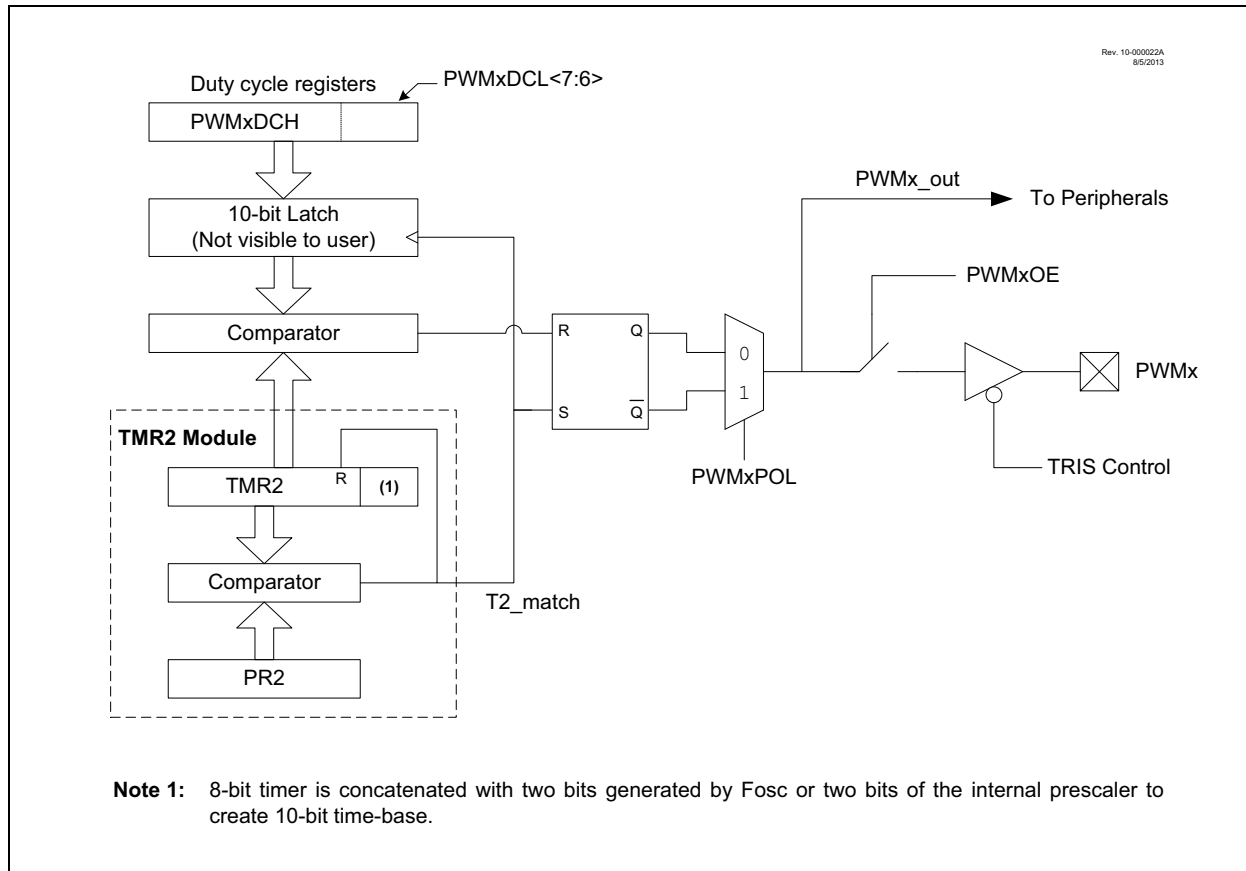 Rev. 10-000022A
8/5/2013
Duty cycle registers
PWMxDCL<7:6>
PWMxDCH
10-bit Latch
(Not visible to user)
Comparator
PWMx_out
To Peripherals
PWMxOE
R
Q
S
Q
0
1
PWMx
PWMxPOL
TRIS Control
TMR2 Module
TMR2
R
(1)
Comparator
T2_match
PR2
Note 1: 8-bit timer is concatenated with two bits generated by Fosc or two bits of the internal prescaler to
create 10-bit time-base.